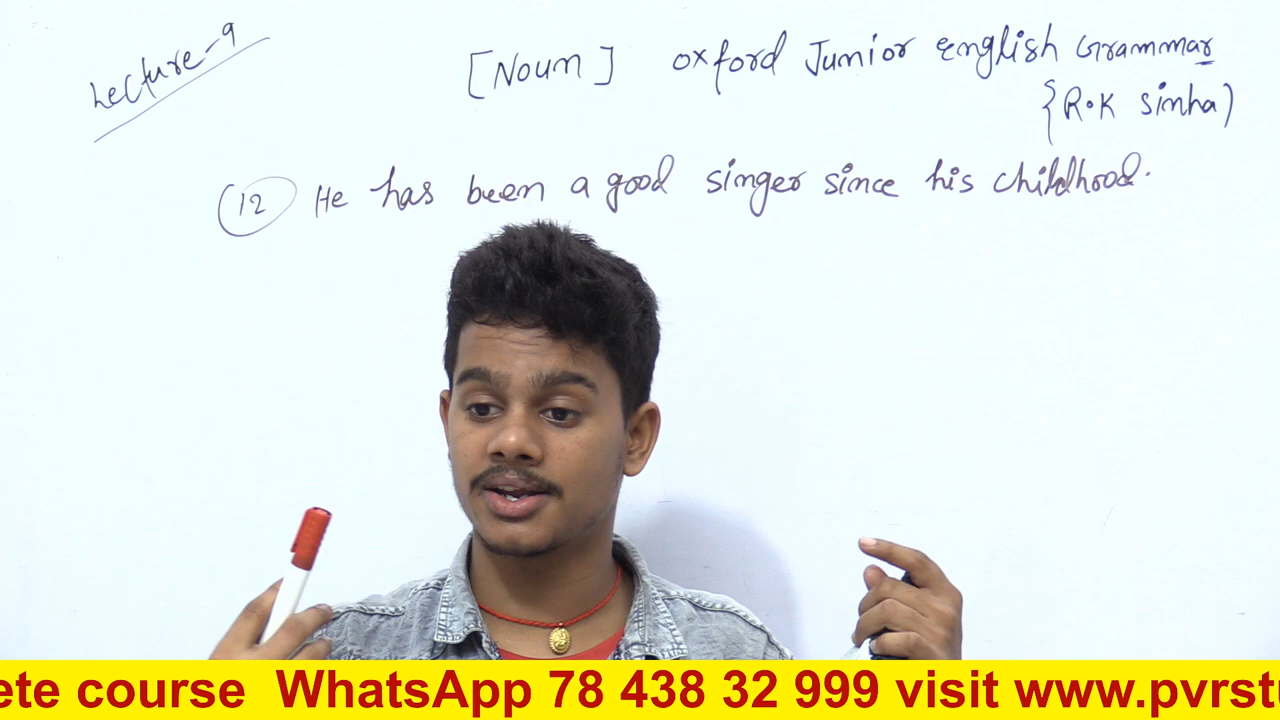 Lecture-9
[Noun] Oxford Junior English Grammar
{R.K Sinha)
(12) He has been a good singer since his childhood.
ete course WhatsApp 78 438 32 999 visit www.pvrst